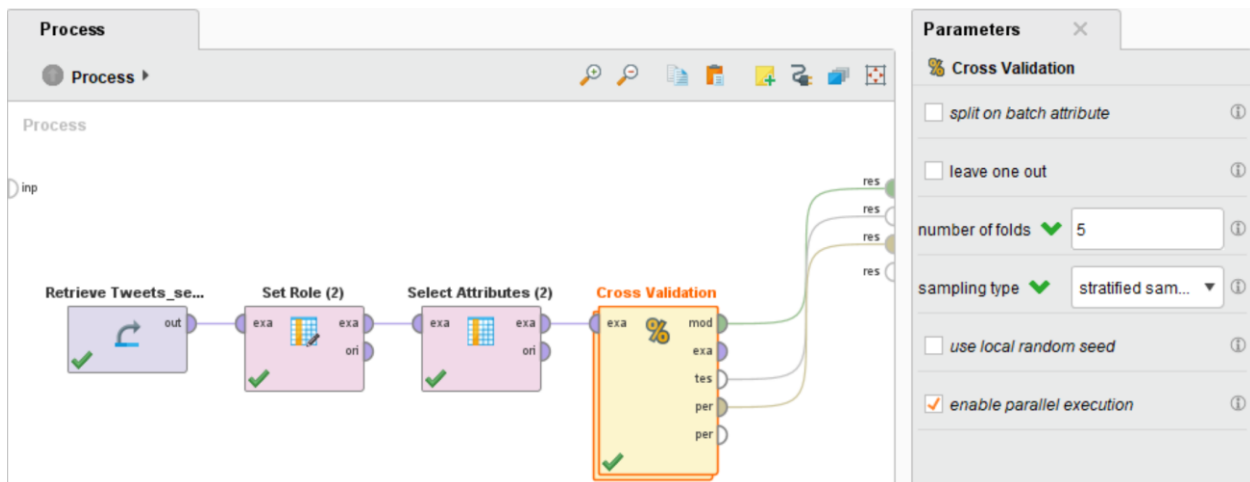 Process
Process
Process
inp
res
res
res
res
Retrieve Tweets_se...
out
Set Role (2)
exa
exa
ori
Select Attributes (2)
exa
exa
ori
Cross Validation
exa
%
mod
exa
tes
per
per
Parameters
% Cross Validation
split on batch attribute
leave one out
number of folds 5
sampling type stratified sam...
use local random seed
enable parallel execution